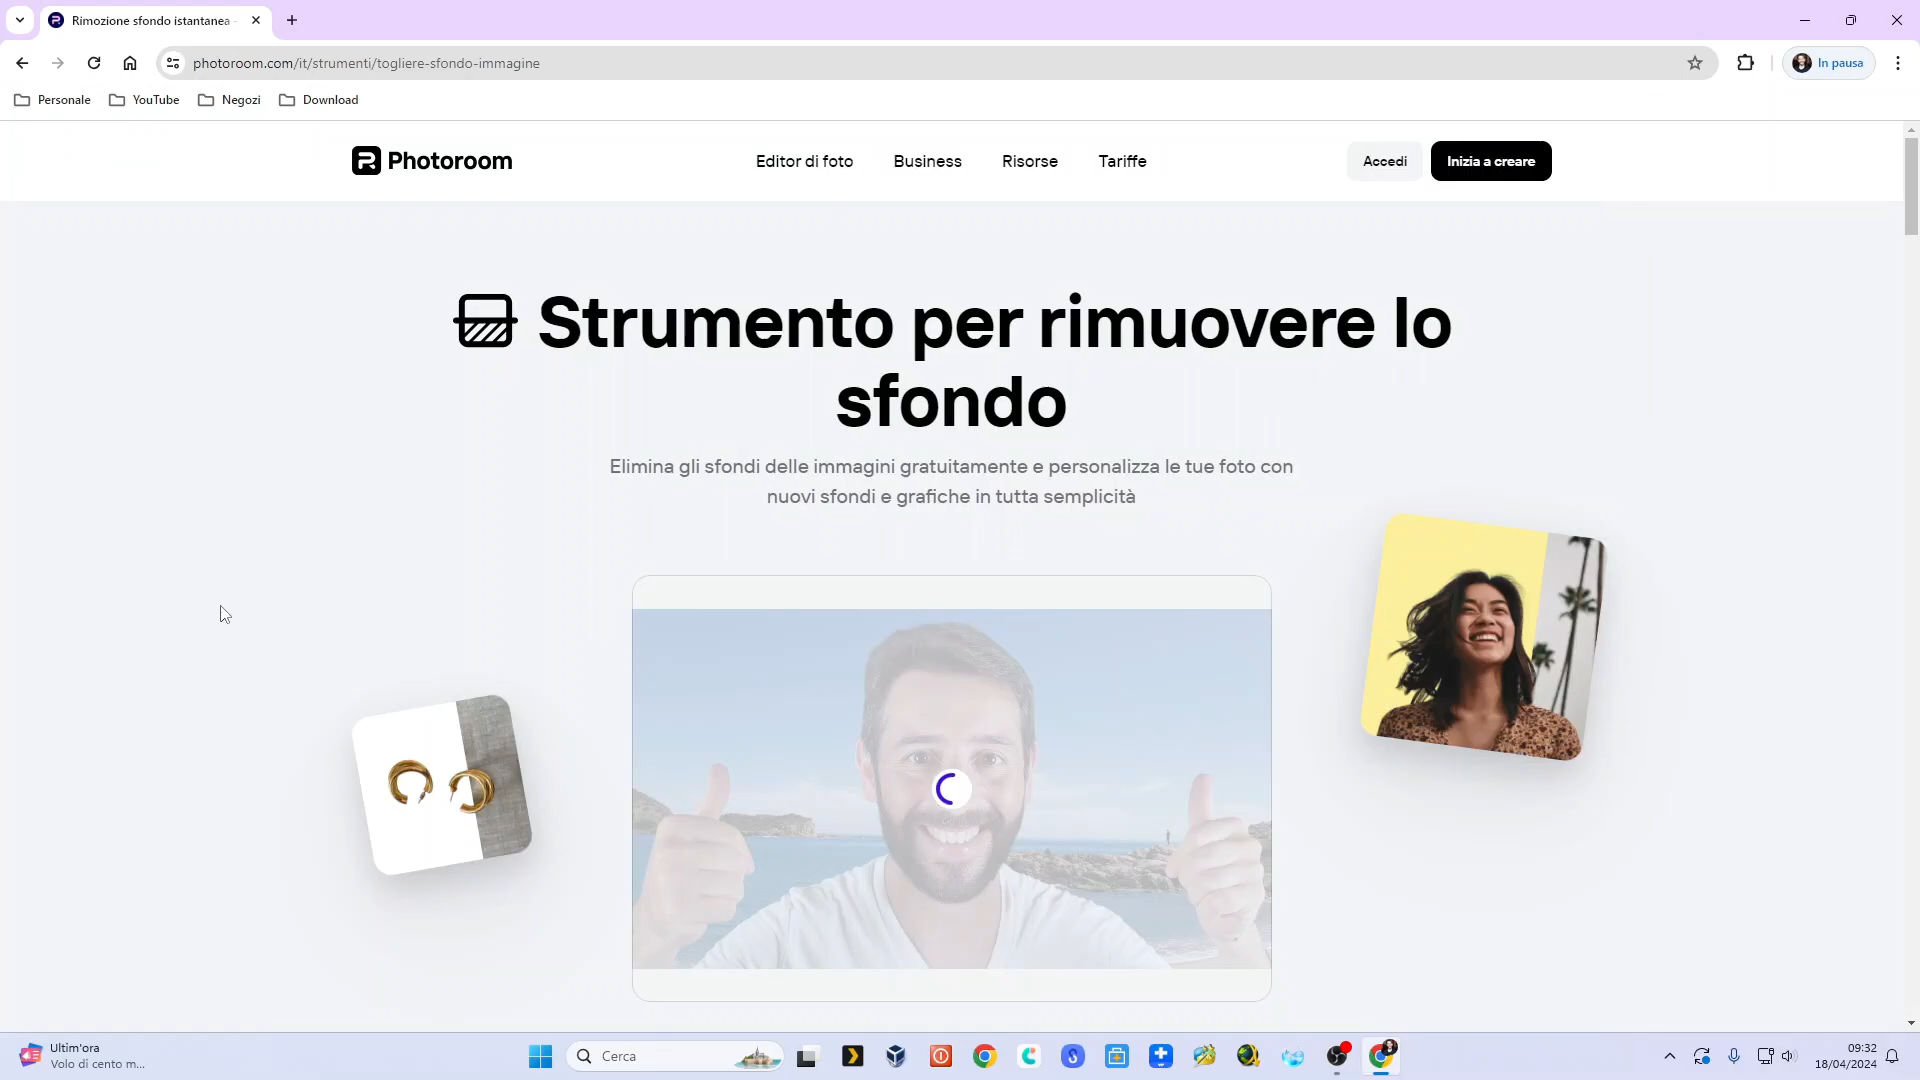 Rimozione sfondo istantanea
photoroom.com/it/strumenti/togliere-sfondo-immagine
In pausa
Personale
YouTube
Negozi
Download
Photoroom
Editor di foto
Business
Risorse
Tariffe
Accedi
Inizia a creare
Strumento per rimuovere lo
sfondo
Elimina gli sfondi delle immagini gratuitamente e personalizza le tue foto con
nuovi sfondi e grafiche in tutta semplicità
Ultim'ora
Volo di cento m...
Cerca
09:32
18/04/2024